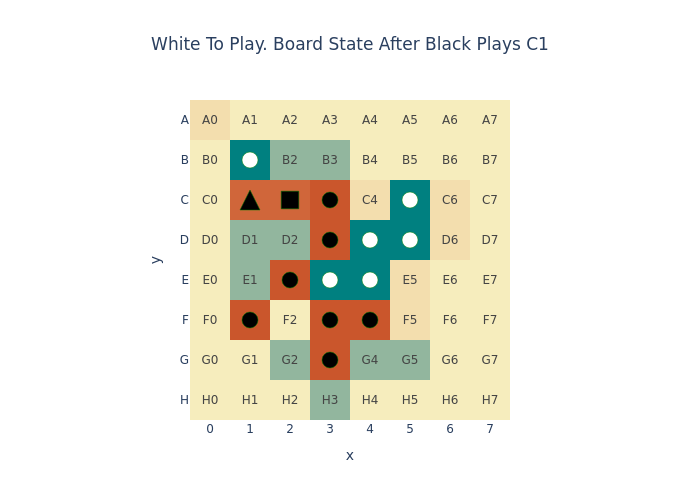 White To Play. Board State After Black Plays C1
A A0 A1 A2 A3 A4 A5 A6 A7
B B0 B2 B3 B4 B5 B6 B7
C C0 C4 C6 C7
D D0 D1 D2 D6 D7
E E0 E1 E5 E6 E7
F F0 F2 F5 F6 F7
G G0 G1 G2 G4 G5 G6 G7
H H0 H1 H2 H3 H4 H5 H6 H7
0 1 2 3 4 5 6 7
x
y